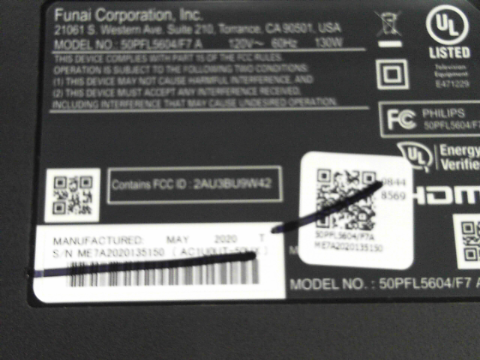 Funai Corporation, Inc.
21061 S. Western Ave. Suite 210, Torrance, CA 90501, USA
MODEL NO : 50PFL5604/F7 A 120V~ 60Hz 130W
THIS DEVICE COMPLIES WITH PART 15 OF THE FCC RULES.
OPERATION IS SUBJECT TO THE FOLLOWING TWO CONDITIONS:
(1) THIS DEVICE MAY NOT CAUSE HARMFUL INTERFERENCE, AND
(2) THIS DEVICE MUST ACCEPT ANY INTERFERENCE RECEIVED,
INCLUDING INTERFERENCE THAT MAY CAUSE UNDESIRED OPERATION.
UL
LISTED
Television
Equipment
E471229
FC PHILIPS
50PFL5604/F7
UL Energy
Verifie
HDMI
Contains FCC ID : 2AU3BU9W42
9844
8569
50PFL5604/F7A
ME7A2020135150
MANUFACTURED: MAY 2020 T
S/N ME7A2020135150
MODEL NO. : 50PFL5604/F7 A